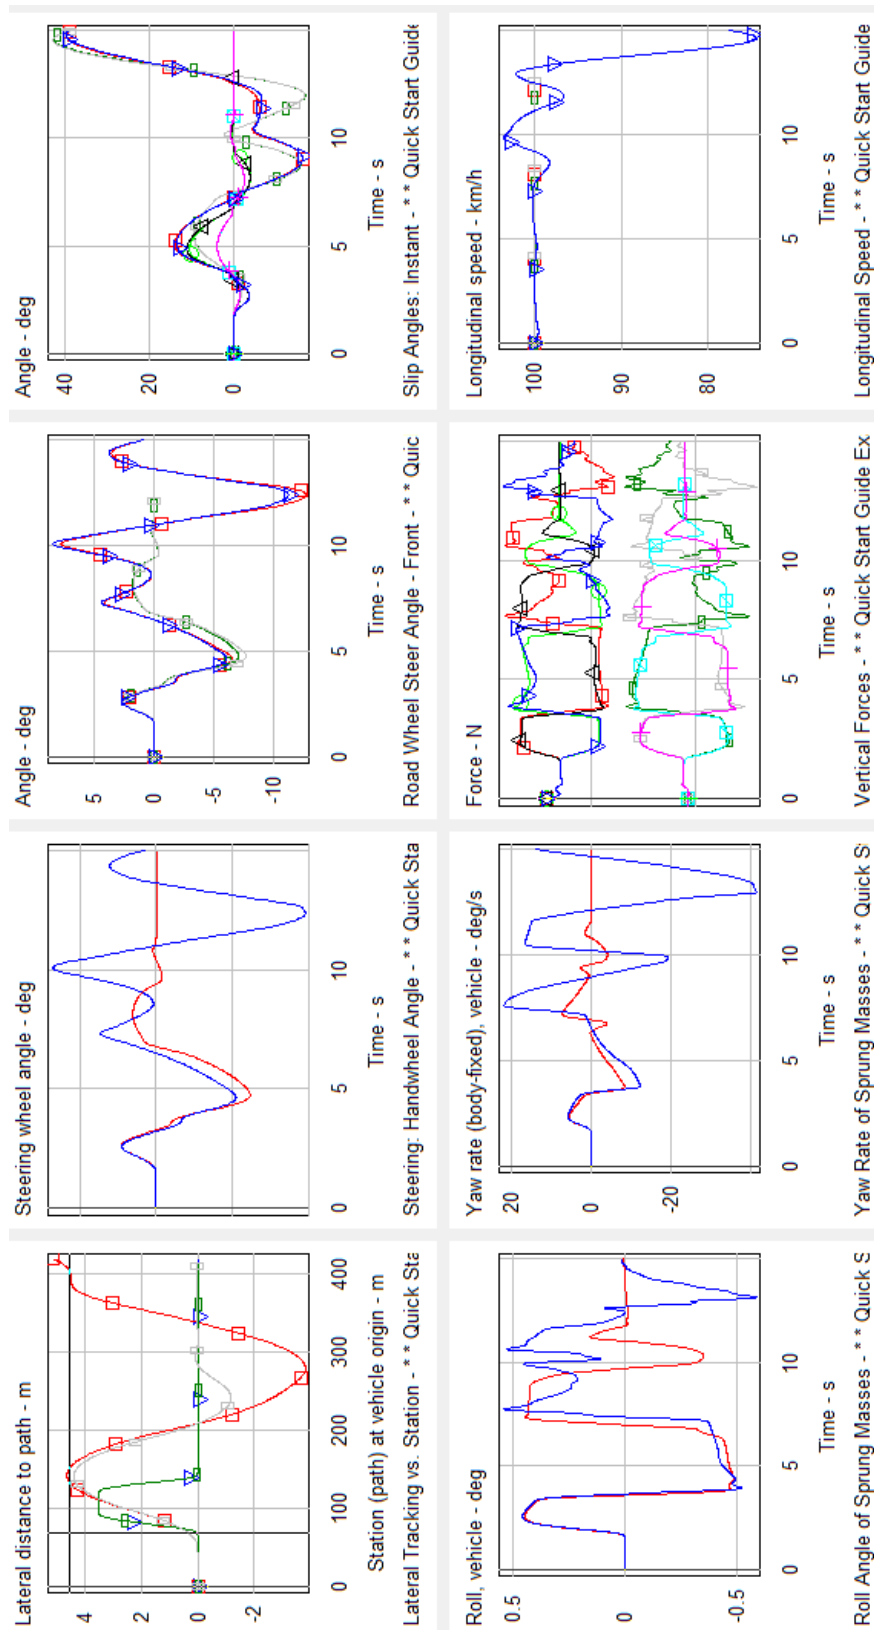 Lateral distance to path - m
4
2
0
-2
0 100 200 300 400
Station (path) at vehicle origin - m
Lateral Tracking vs. Station - ** Quick Sta
Steering wheel angle - deg
0 5 10
Time - s
Steering: Handwheel Angle - ** Quick Sta
Angle - deg
5
0
-5
-10
0 5 10
Time - s
Road Wheel Steer Angle - Front - ** Quic
Angle - deg
40
20
0
0 5 10
Time - s
Slip Angles: Instant - ** Quick Start Guide
Roll, vehicle - deg
0.5
0
-0.5
0 5 10
Time - s
Roll Angle of Sprung Masses - ** Quick S
Yaw rate (body-fixed), vehicle - deg/s
20
0
-20
0 5 10
Time - s
Yaw Rate of Sprung Masses - ** Quick S
Force - N
0 5 10
Time - s
Vertical Forces - ** Quick Start Guide Ex
Longitudinal speed - km/h
100
90
80
0 5 10
Time - s
Longitudinal Speed - ** Quick Start Guide